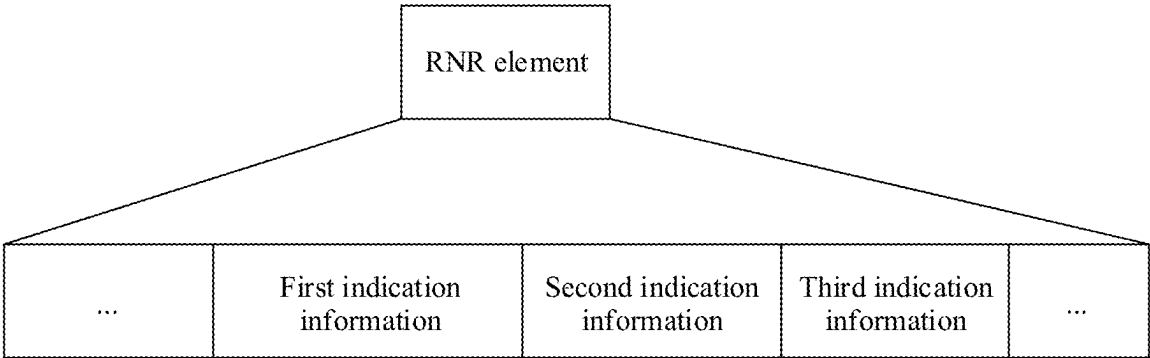 RNR element
... First indication Second indication Third indication ...
information information information